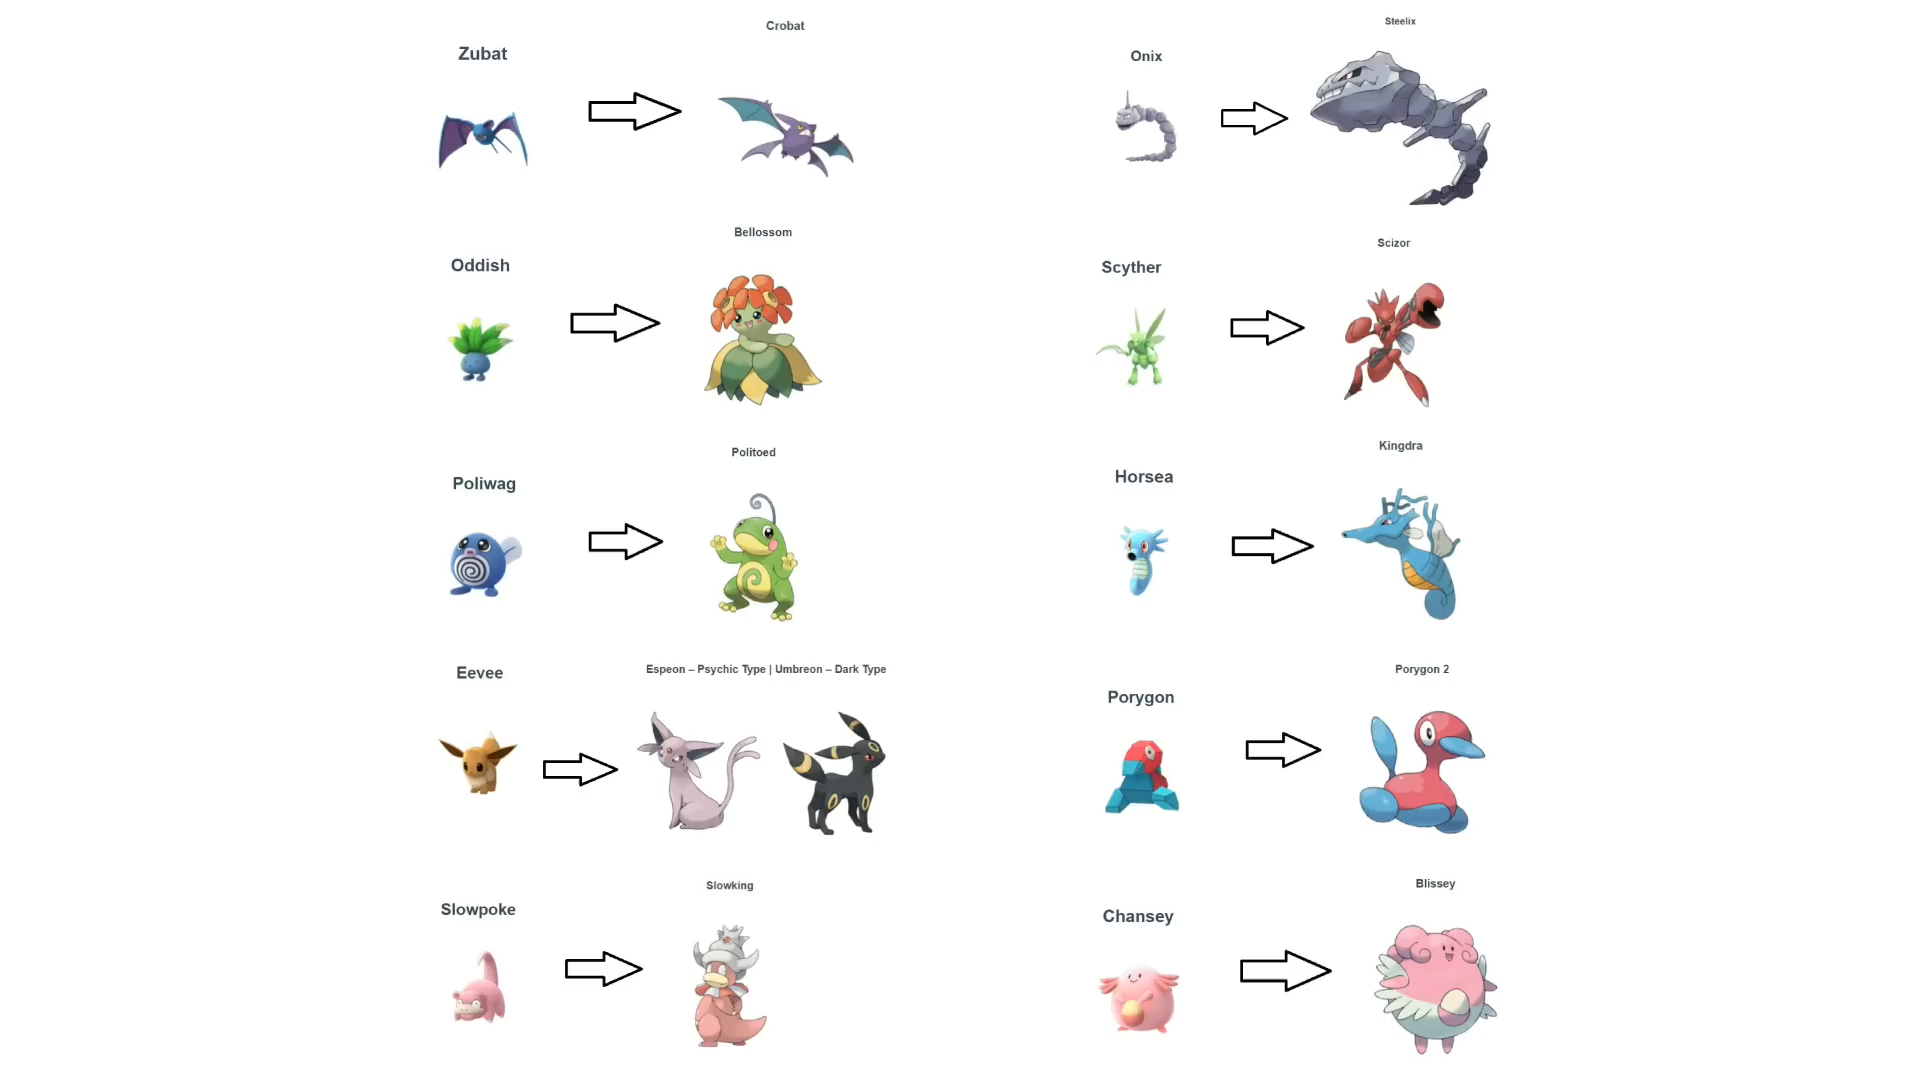 Zubat
Crobat
Onix
Steelix
Oddish
Bellossom
Scyther
Scizor
Poliwag
Politoed
Horsea
Kingdra
Eevee
Espeon – Psychic Type | Umbreon – Dark Type
Porygon
Porygon 2
Slowpoke
Slowking
Chansey
Blissey